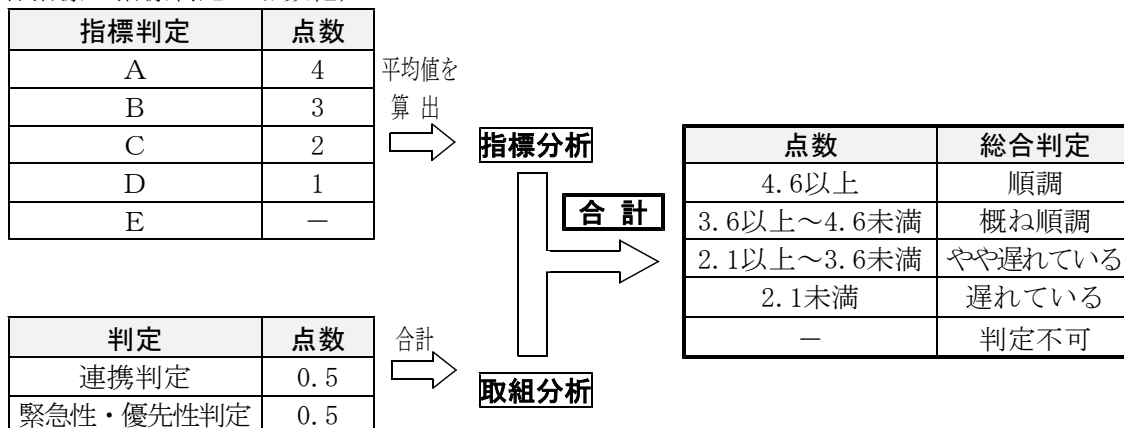 指標判定 点数
A 4
B 3
C 2
D 1
E －
平均値を
算 出
指標分析
合 計
点数 総合判定
4.6以上 順調
3.6以上～4.6未満 概ね順調
2.1以上～3.6未満 やや遅れている
2.1未満 遅れている
－ 判定不可
判定 点数
連携判定 0.5
緊急性・優先性判定 0.5
合計
取組分析